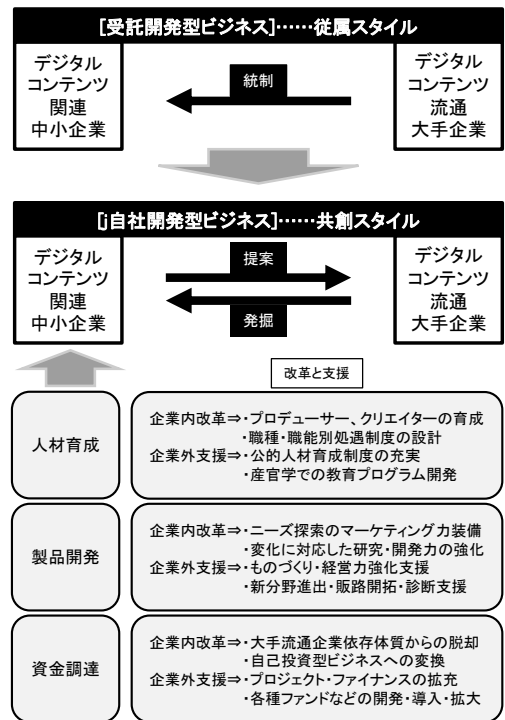 [受託開発型ビジネス]……従属スタイル
デジタル
コンテンツ
関連
中小企業
統制
デジタル
コンテンツ
流通
大手企業
[j自社開発型ビジネス]……共創スタイル
デジタル
コンテンツ
関連
中小企業
提案
発掘
デジタル
コンテンツ
流通
大手企業
改革と支援
人材育成
企業内改革⇒・プロデューサー、クリエイターの育成
・職種・職能別処遇制度の設計
企業外支援⇒・公的人材育成制度の充実
・産官学での教育プログラム開発
製品開発
企業内改革⇒・ニーズ探索のマーケティング力装備
・変化に対応した研究・開発力の強化
企業外支援⇒・ものづくり・経営力強化支援
・新分野進出・販路開拓・診断支援
資金調達
企業内改革⇒・大手流通企業依存体質からの脱却
・自己投資型ビジネスへの変換
企業外支援⇒・プロジェクト・ファイナンスの拡充
・各種ファンドなどの開発・導入・拡大